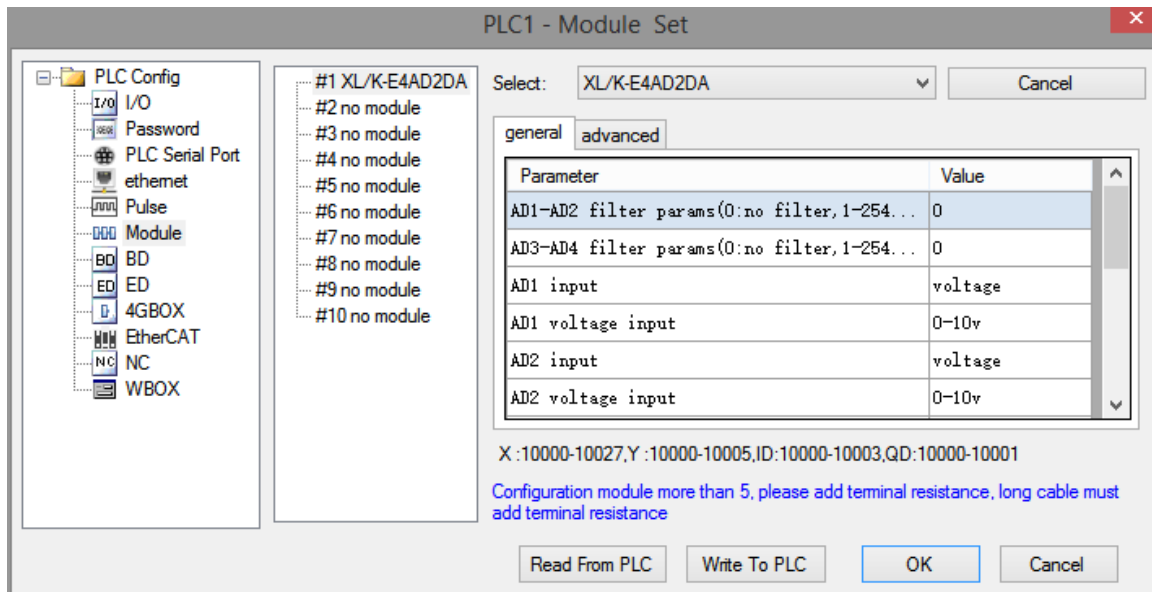 PLC1 - Module Set
×
PLC Config
I/O I/O
Password
PLC Serial Port
ethernet
Pulse
Module
BD BD
ED ED
4GBOX
EtherCAT
NC NC
WBOX
#1 XL/K-E4AD2DA
#2 no module
#3 no module
#4 no module
#5 no module
#6 no module
#7 no module
#8 no module
#9 no module
#10 no module
Select: XL/K-E4AD2DA Cancel
general advanced
Parameter Value
AD1-AD2 filter params(0:no filter,1-254... 0
AD3-AD4 filter params(0:no filter,1-254... 0
AD1 input voltage
AD1 voltage input 0-10v
AD2 input voltage
AD2 voltage input 0-10v
X :10000-10027,Y :10000-10005,ID:10000-10003,QD:10000-10001
Configuration module more than 5, please add terminal resistance, long cable must
add terminal resistance
Read From PLC Write To PLC OK Cancel